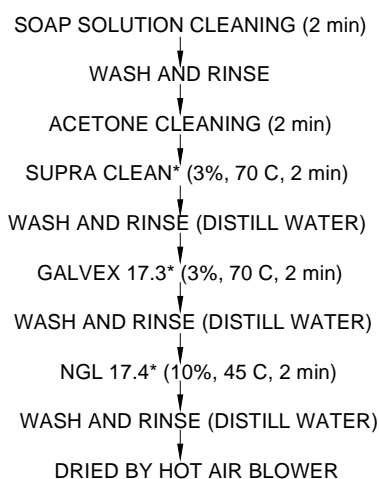 SOAP SOLUTION CLEANING (2 min)
WASH AND RINSE
ACETONE CLEANING (2 min)
SUPRA CLEAN* (3%, 70 C, 2 min)
WASH AND RINSE (DISTILL WATER)
GALVEX 17.3* (3%, 70 C, 2 min)
WASH AND RINSE (DISTILL WATER)
NGL 17.4* (10%, 45 C, 2 min)
WASH AND RINSE (DISTILL WATER)
DRIED BY HOT AIR BLOWER